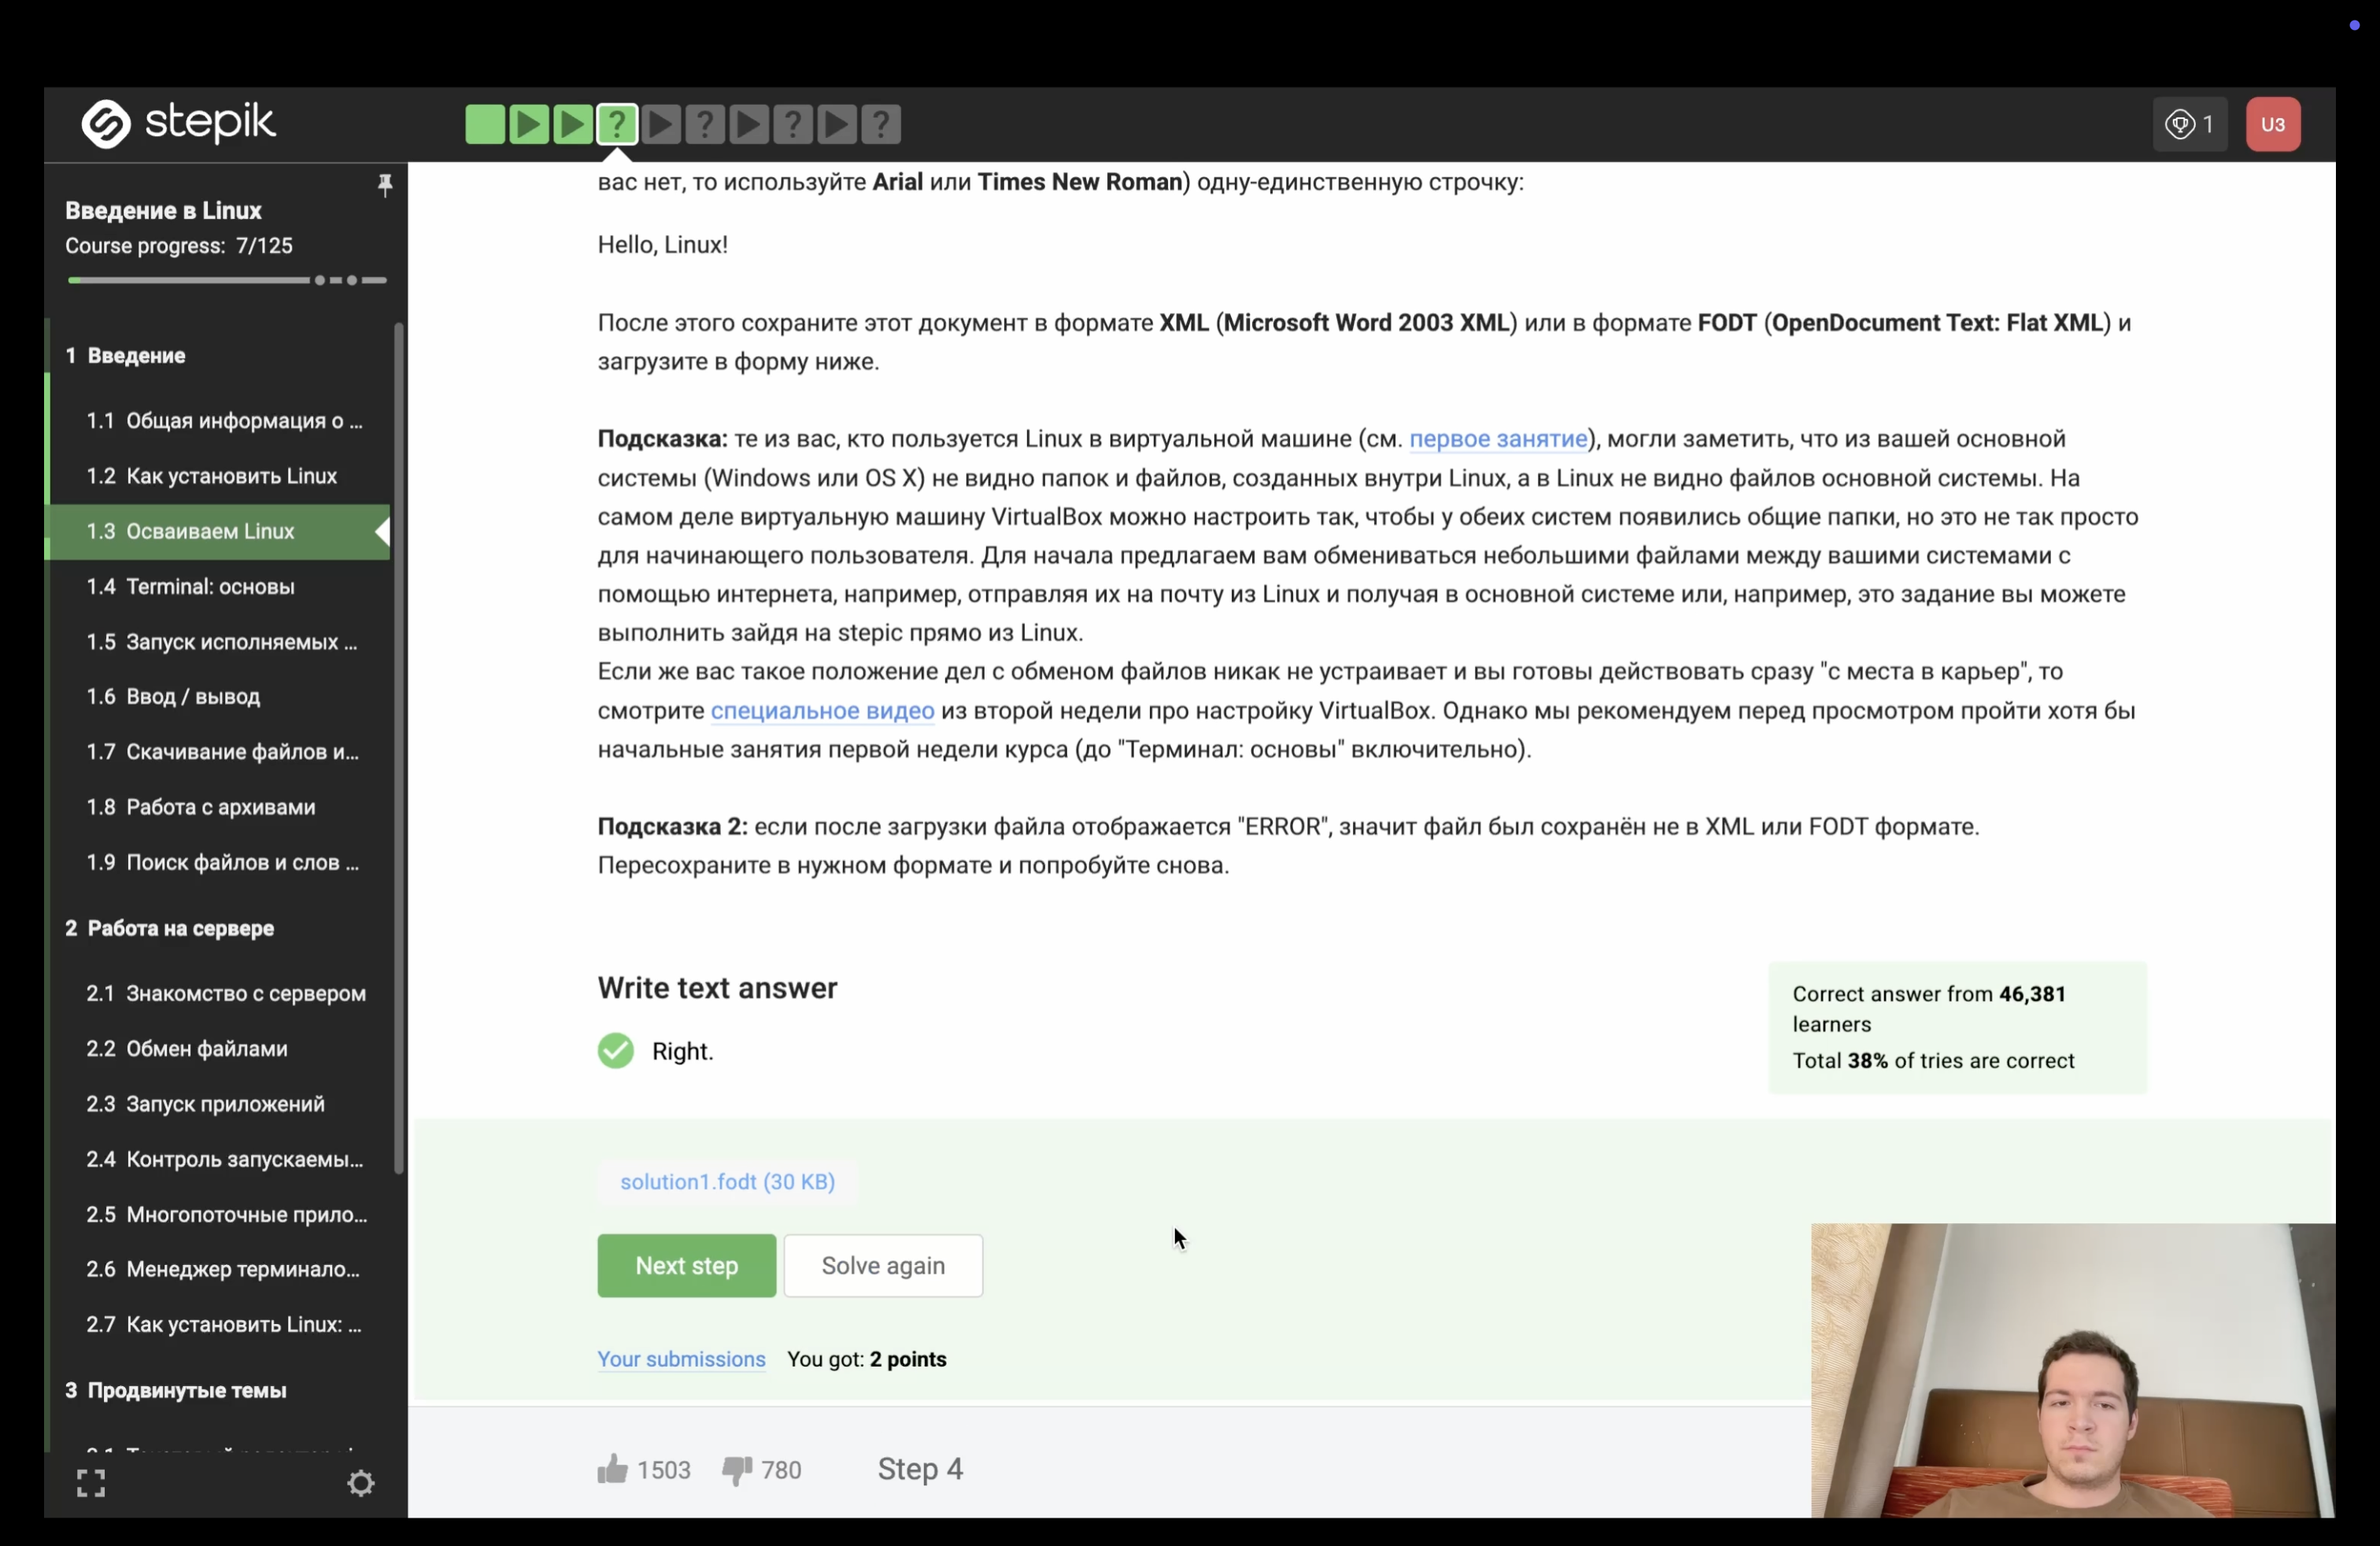 stepik
1
U3
Введение в Linux
Course progress: 7/125
1 Введение
1.1 Общая информация о ...
1.2 Как установить Linux
1.3 Осваиваем Linux
1.4 Terminal: основы
1.5 Запуск исполняемых ...
1.6 Ввод / вывод
1.7 Скачивание файлов и...
1.8 Работа с архивами
1.9 Поиск файлов и слов ...
2 Работа на сервере
2.1 Знакомство с сервером
2.2 Обмен файлами
2.3 Запуск приложений
2.4 Контроль запускаемы...
2.5 Многопоточные прило...
2.6 Менеджер терминало...
2.7 Как установить Linux: ...
3 Продвинутые темы
вас нет, то используйте Arial или Times New Roman) одну-единственную строчку:
Hello, Linux!
После этого сохраните этот документ в формате XML (Microsoft Word 2003 XML) или в формате FODT (OpenDocument Text: Flat XML) и
загрузите в форму ниже.
Подсказка: те из вас, кто пользуется Linux в виртуальной машине (см. первое занятие), могли заметить, что из вашей основной
системы (Windows или OS X) не видно папок и файлов, созданных внутри Linux, а в Linux не видно файлов основной системы. На
самом деле виртуальную машину VirtualBox можно настроить так, чтобы у обеих систем появились общие папки, но это не так просто
для начинающего пользователя. Для начала предлагаем вам обмениваться небольшими файлами между вашими системами с
помощью интернета, например, отправляя их на почту из Linux и получая в основной системе или, например, это задание вы можете
выполнить зайдя на stepic прямо из Linux.
Если же вас такое положение дел с обменом файлов никак не устраивает и вы готовы действовать сразу "с места в карьер", то
смотрите специальное видео из второй недели про настройку VirtualBox. Однако мы рекомендуем перед просмотром пройти хотя бы
начальные занятия первой недели курса (до "Терминал: основы" включительно).
Подсказка 2: если после загрузки файла отображается "ERROR", значит файл был сохранён не в XML или FODT формате.
Пересохраните в нужном формате и попробуйте снова.
Write text answer
Right.
Correct answer from 46,381
learners
Total 38% of tries are correct
solution1.fodt (30 KB)
Next step Solve again
Your submissions You got: 2 points
1503 780 Step 4